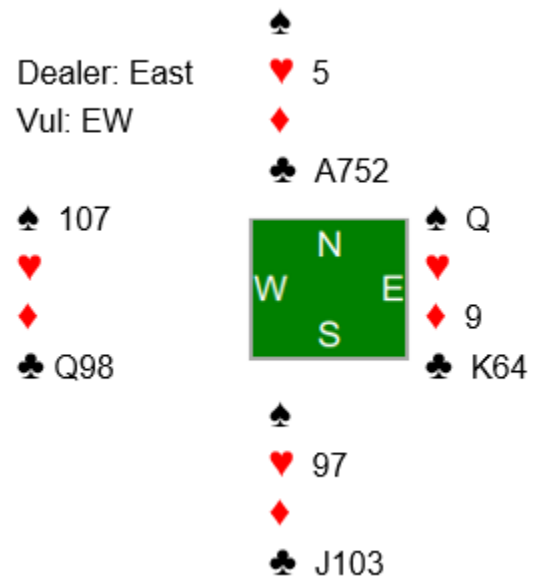 ♠
Dealer: East ♥ 5
Vul: EW ♦
♣ A752
♠ 107 ♠ Q
♥ N ♥
W E
♦ ♦ 9
♣ Q98 S ♣ K64
♠
♥ 97
♦
♣ J103